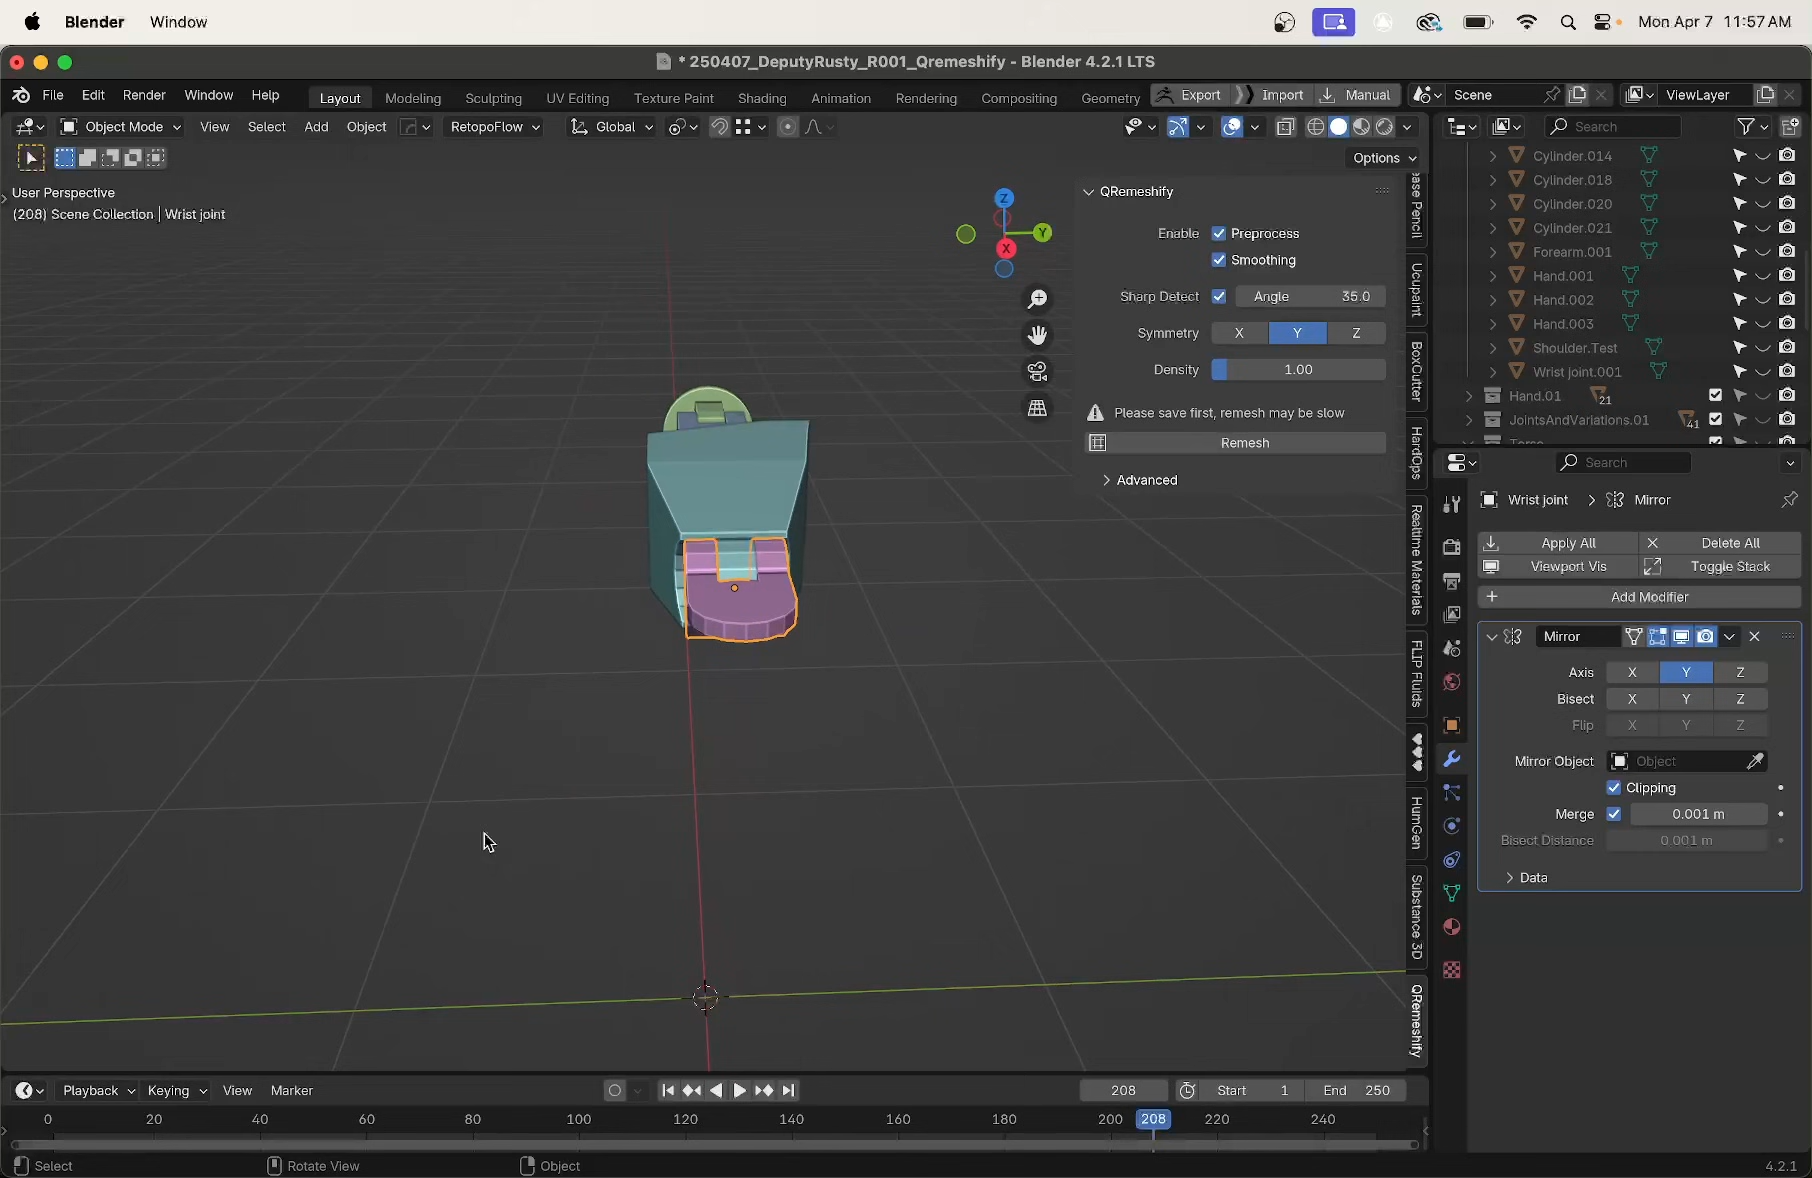 Blender Window Mon Apr 7 11:57 AM
* 250407_DeputyRusty_R001_Qremeshify - Blender 4.2.1 LTS
File Edit Render Window Help Layout Modeling Sculpting UV Editing Texture Paint Shading Animation Rendering Compositing Geometry Export Import Manual Scene ViewLayer
Object Mode View Select Add Object RetopoFlow Global Search
Options
User Perspective
(208) Scene Collection | Wrist joint
Z
Y
X
QRemeshify
Enable Preprocess
Smoothing
Sharp Detect Angle 35.0
Symmetry X Y Z
Density 1.00
Please save first, remesh may be slow
Remesh
Advanced
ease Pencil
Ucupaint
BoxCutter
HardOps
Realtime Materials
FLIP Fluids
HumGen
Substance 3D
QRemeshify
Cylinder.014
Cylinder.018
Cylinder.020
Cylinder.021
Forearm.001
Hand.001
Hand.002
Hand.003
Shoulder.Test
Wrist joint.001
Hand.01 21
JointsAndVariations.01 41
Search
Wrist joint Mirror
Apply All Delete All
Viewport Vis Toggle Stack
Add Modifier
Mirror
Axis X Y Z
Bisect X Y Z
Flip X Y Z
Mirror Object Object
Clipping
Merge 0.001 m
Bisect Distance 0.001 m
Data
Playback Keying View Marker 208 Start 1 End 250
0 20 40 60 80 100 120 140 160 180 200 208 220 240
Select Rotate View Object 4.2.1